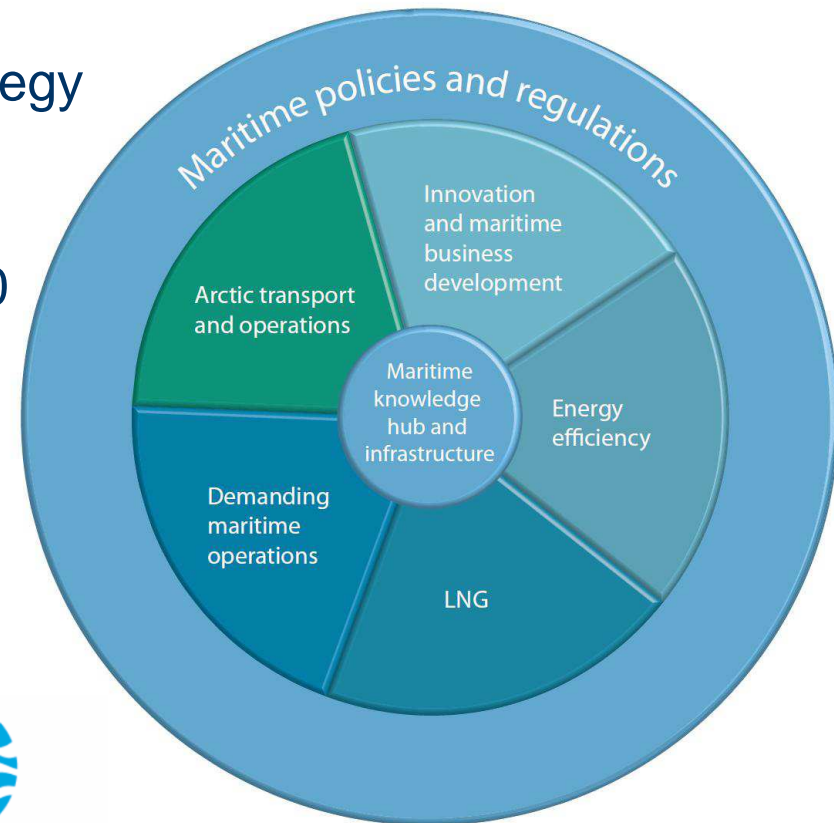 egy
0
Maritime policies and regulations
Innovation
and maritime
business
development
Arctic transport
and operations
Maritime
knowledge
hub and
infrastructure
Energy
efficiency
Demanding
maritime
operations
LNG